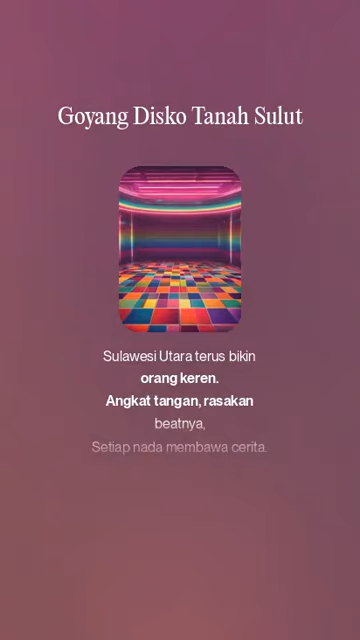 Goyang Disko Tanah Sulut
Sulawesi Utara terus bikin
orang keren.
Angkat tangan, rasakan
beatnya,
Setiap nada membawa cerita.